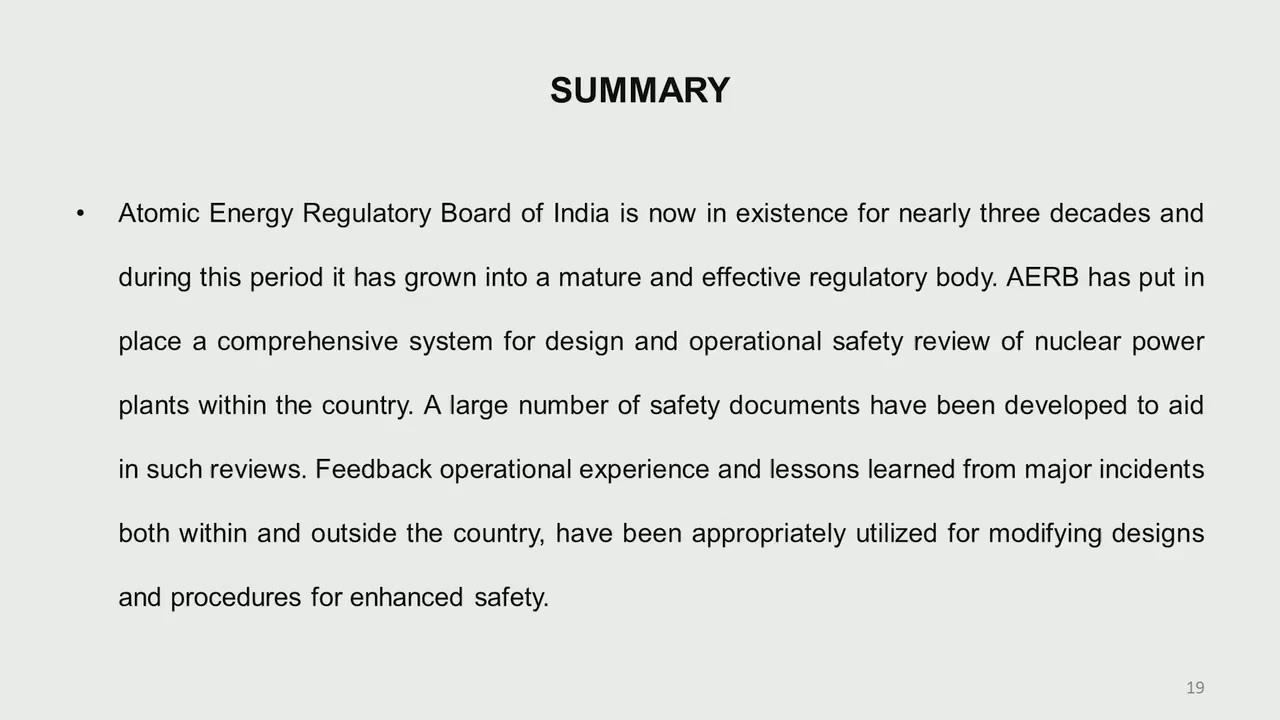 SUMMARY
• Atomic Energy Regulatory Board of India is now in existence for nearly three decades and
during this period it has grown into a mature and effective regulatory body. AERB has put in
place a comprehensive system for design and operational safety review of nuclear power
plants within the country. A large number of safety documents have been developed to aid
in such reviews. Feedback operational experience and lessons learned from major incidents
both within and outside the country, have been appropriately utilized for modifying designs
and procedures for enhanced safety.
19